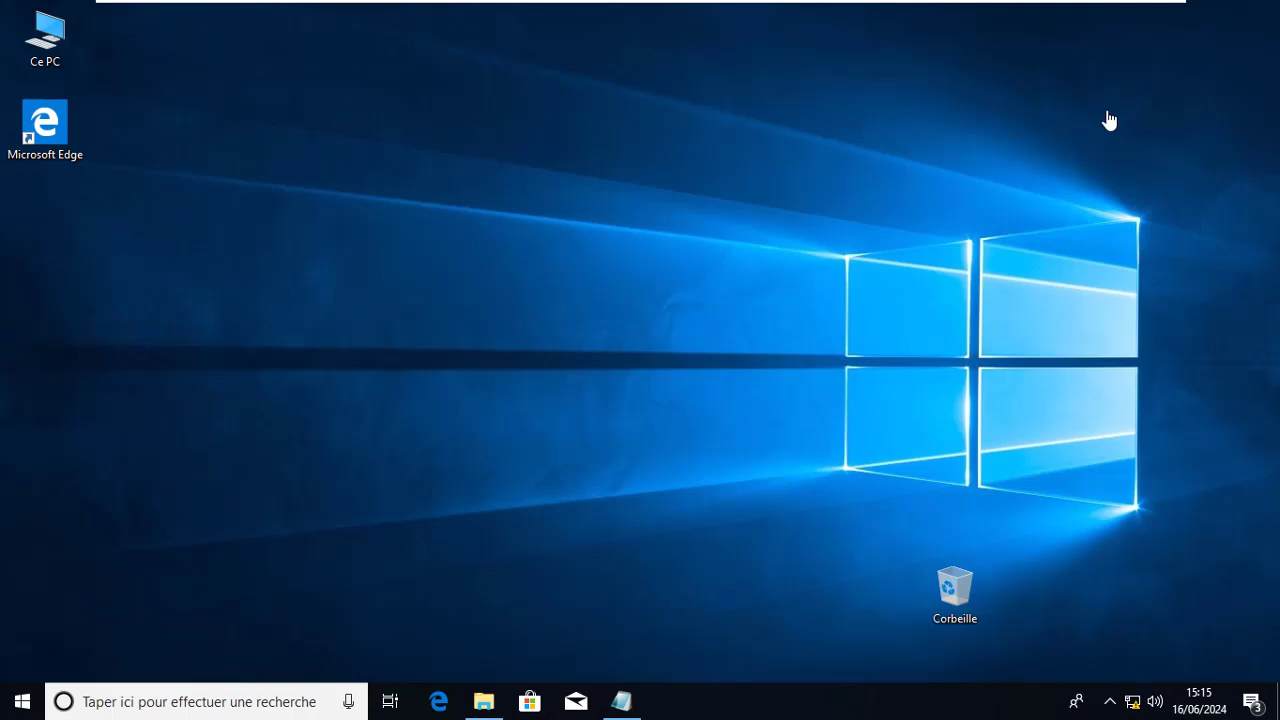 Ce PC
Microsoft Edge
Corbeille
Taper ici pour effectuer une recherche
15:15
16/06/2024
3